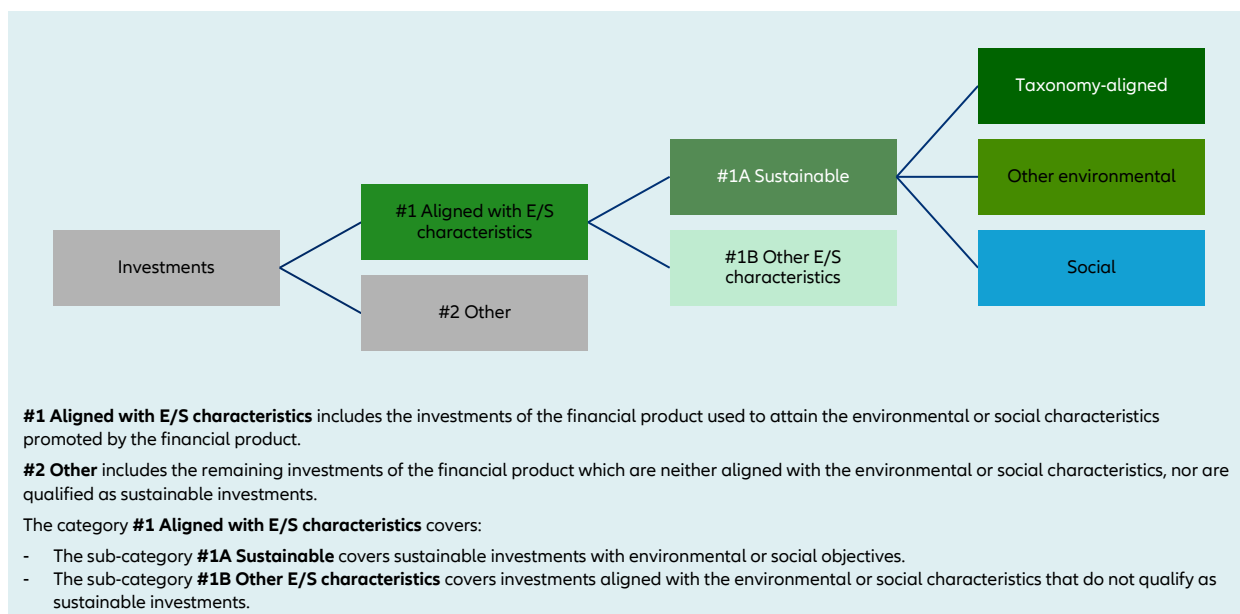 Taxonomy-aligned
#1A Sustainable
Other environmental
#1 Aligned with E/S
characteristics
#1B Other E/S
characteristics
Social
Investments
#2 Other
#1 Aligned with E/S characteristics includes the investments of the financial product used to attain the environmental or social characteristics
promoted by the financial product.
#2 Other includes the remaining investments of the financial product which are neither aligned with the environmental or social characteristics, nor are
qualified as sustainable investments.
The category #1 Aligned with E/S characteristics covers:
- The sub-category #1A Sustainable covers sustainable investments with environmental or social objectives.
- The sub-category #1B Other E/S characteristics covers investments aligned with the environmental or social characteristics that do not qualify as
sustainable investments.